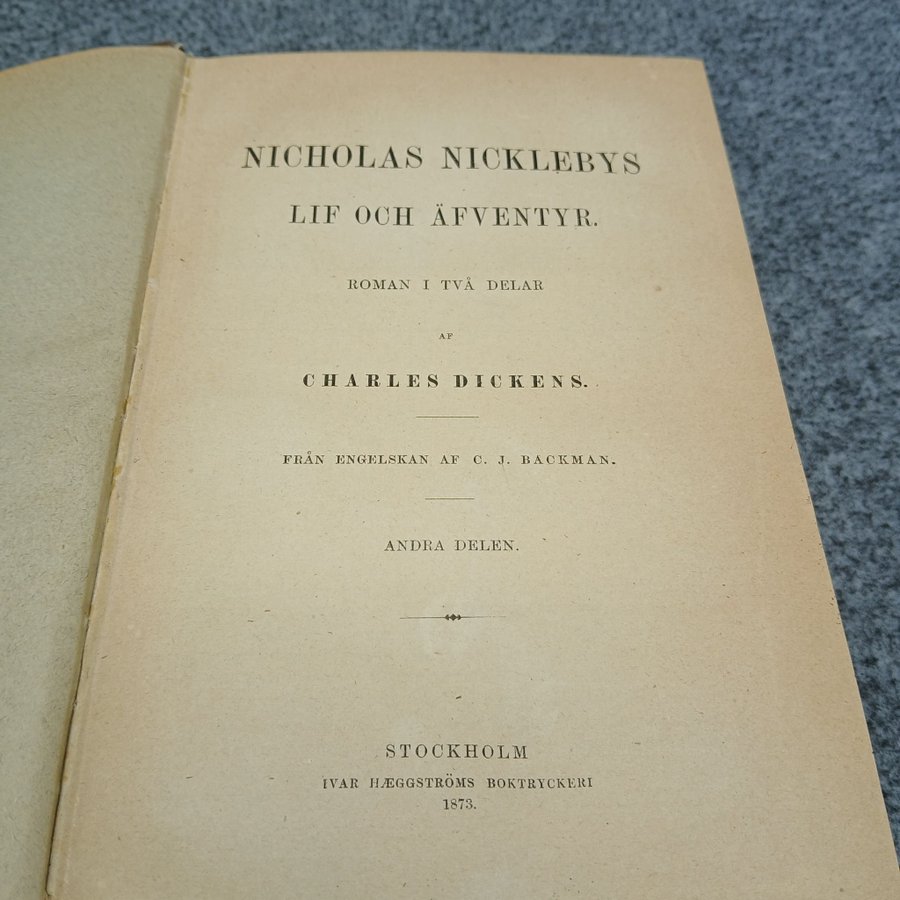 NICHOLAS NICKLEBYS
LIF OCH ÄFVENTYR.
ROMAN I TVÅ DELAR
AF
CHARLES DICKENS.
FRÅN ENGELSKAN AF C. J. BACKMAN.
ANDRA DELEN.
STOCKHOLM
IVAR HÆGGSTRÖMS BOKTRYCKERI
1873.